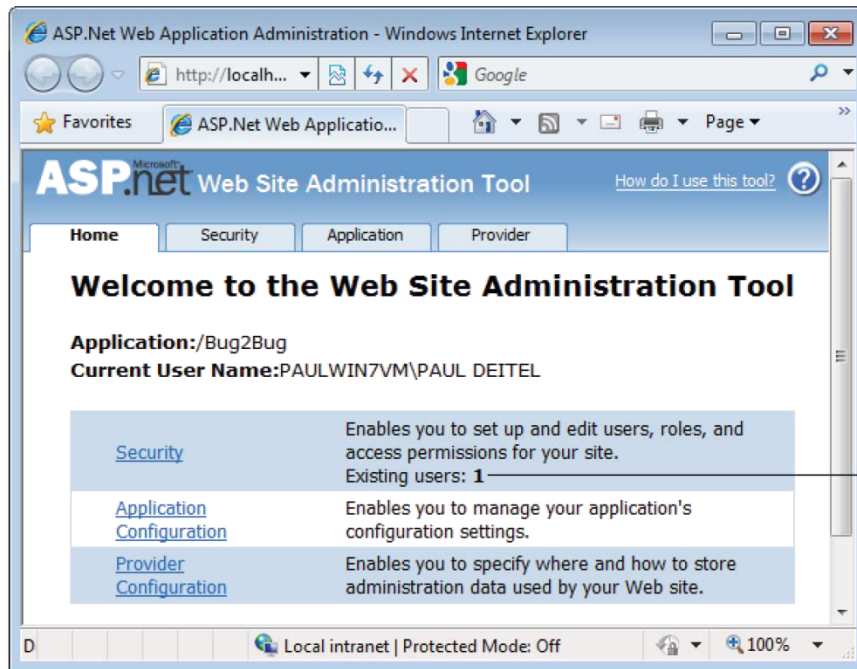 ASP.Net Web Application Administration - Windows Internet Explorer
http://localh...
Google
Favorites
ASP.Net Web Applicatio...
Page
»
Microsoft
ASP.net Web Site Administration Tool
How do I use this tool? ?
Home Security Application Provider
Welcome to the Web Site Administration Tool
Application:/Bug2Bug
Current User Name:PAULWIN7VM\PAUL DEITEL
Security
Enables you to set up and edit users, roles, and
access permissions for your site.
Existing users: 1
Application
Configuration
Enables you to manage your application's
configuration settings.
Provider
Configuration
Enables you to specify where and how to store
administration data used by your Web site.
D
Local intranet | Protected Mode: Off
100%